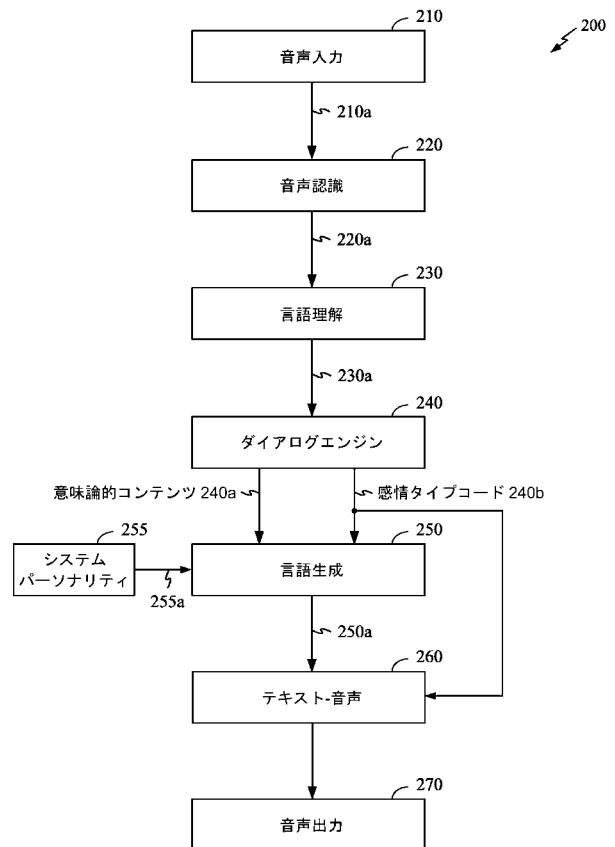 210
200
音声入力
210a
220
音声認識
220a
230
言語理解
230a
240
ダイアログエンジン
意味論的コンテンツ 240a
感情タイプコード 240b
255
250
システム
パーソナリティ
言語生成
255a
250a
260
テキスト-音声
270
音声出力